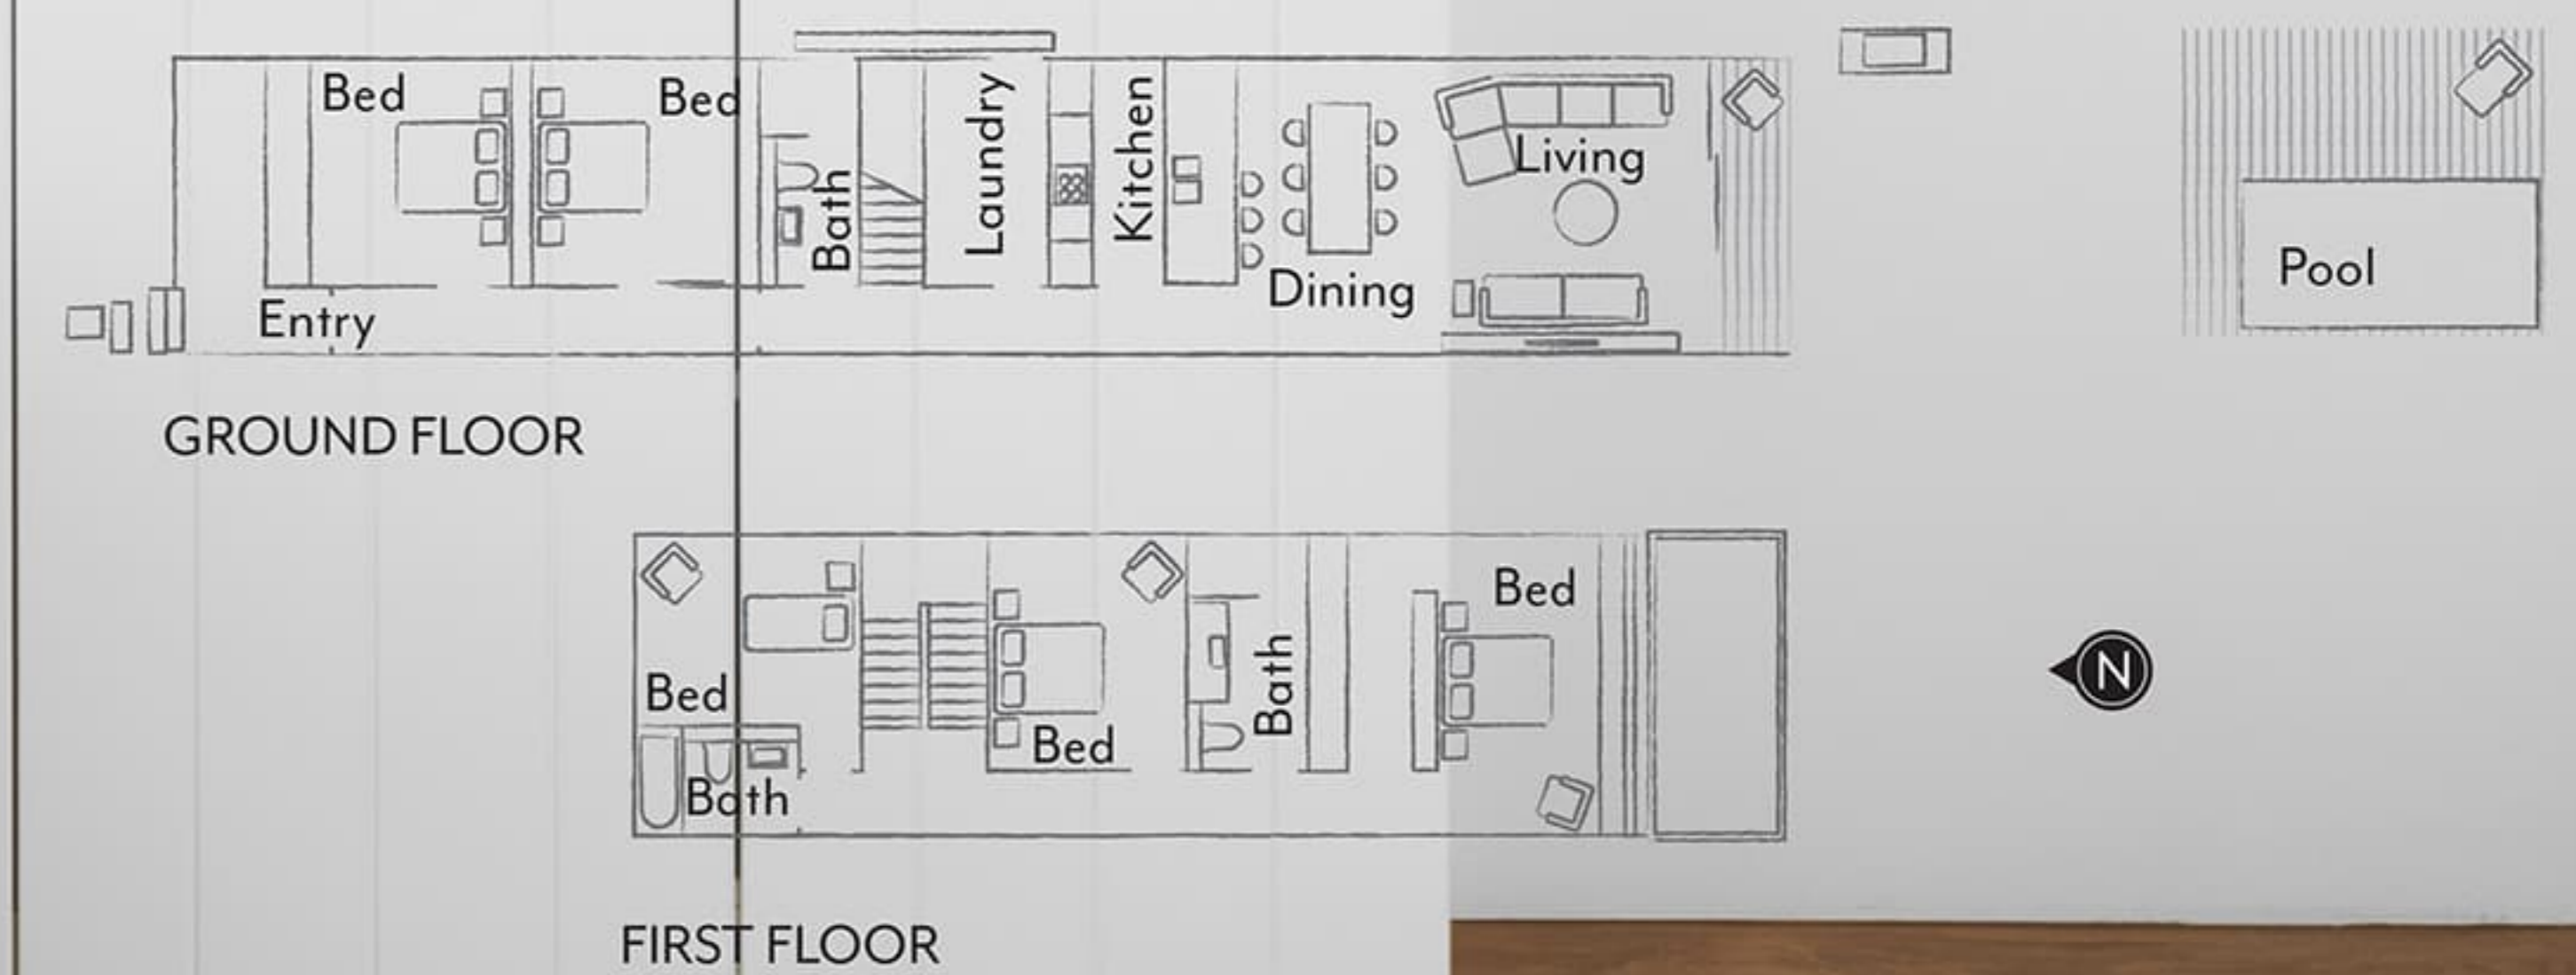 Bed
Bed
Bath
Laundry
Kitchen
Living
Dining
Entry
Pool
GROUND FLOOR
Bed
Bed
Bed
Bath
Bath
N
FIRST FLOOR